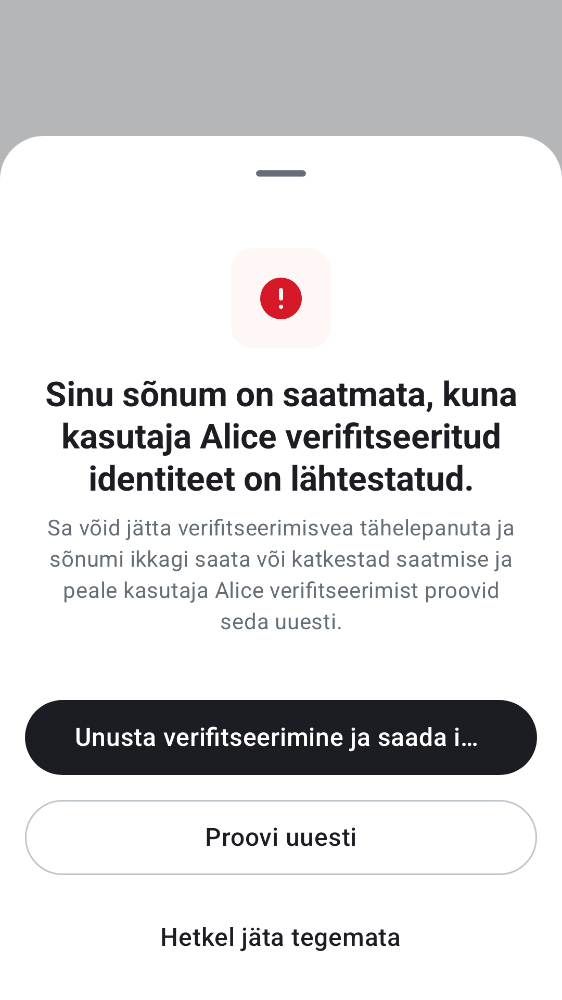 Sinu sõnum on saatmata, kuna
kasutaja Alice verifitseeritud
identiteet on lähtestatud.
Sa võid jätta verifitseerimisvea tähelepanuta ja
sõnumi ikkagi saata või katkestad saatmise ja
peale kasutaja Alice verifitseerimist proovid
seda uuesti.
Unusta verifitseerimine ja saada i…
Proovi uuesti
Hetkel jäta tegemata